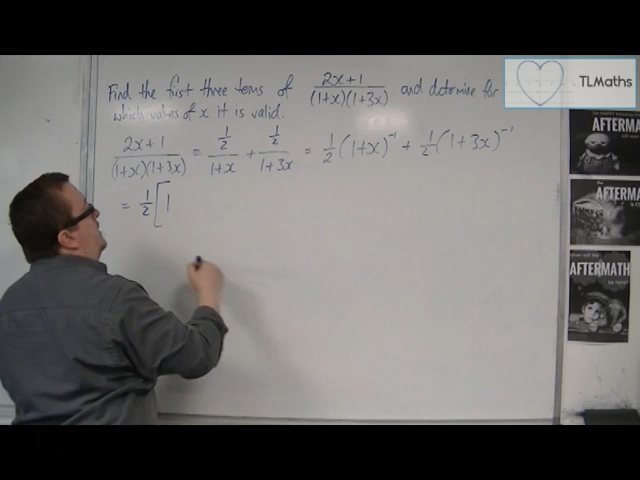 Find the first three terms of (2x+1)/((1+x)(1+3x)) and determine for
which values of x it is valid.
(2x+1)/((1+x)(1+3x)) = (1/2)/(1+x) + (1/2)/(1+3x) = 1/2 (1+x)⁻¹ + 1/2 (1+3x)⁻¹
= 1/2 [ 1
TLMaths
AFTERMATH
AFTERMATH
AFTERMATH